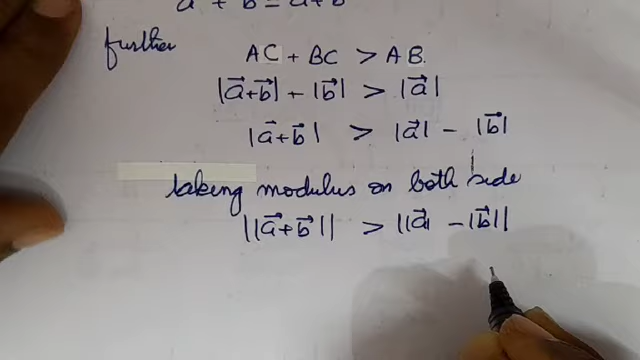 further
AC + BC > AB.
|a⃗+b⃗| + |b⃗| > |a⃗|
|a⃗+b⃗| > |a⃗| - |b⃗|
taking modulus on both side
||a⃗+b⃗|| > ||a⃗| - |b⃗||